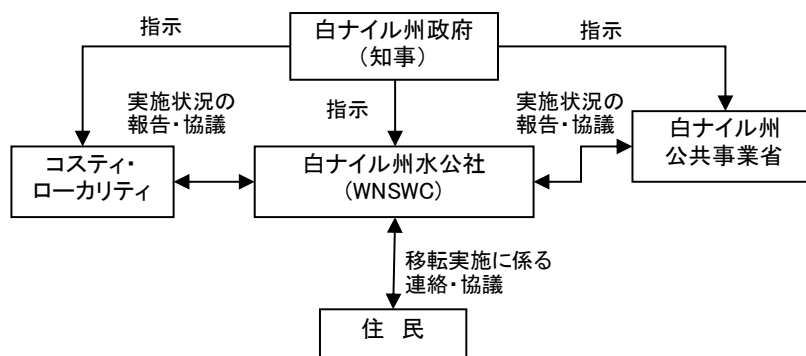 指示
白ナイル州政府
（知事）
指示
指示
実施状況の
報告・協議
実施状況の
報告・協議
コスティ・
ローカリティ
白ナイル州水公社
(WNSWC)
白ナイル州
公共事業省
移転実施に係る
連絡・協議
住 民